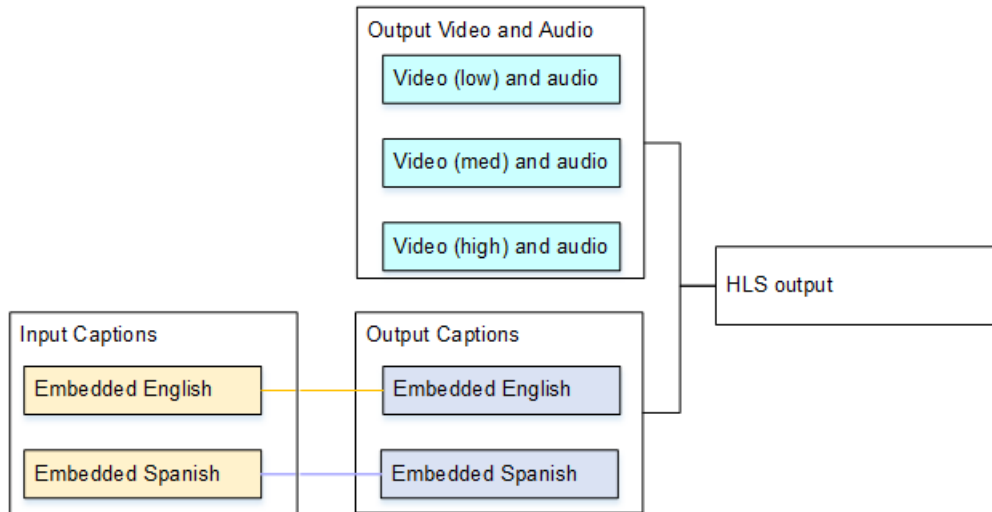 Output Video and Audio
Video (low) and audio
Video (med) and audio
Video (high) and audio
HLS output
Input Captions
Embedded English
Embedded Spanish
Output Captions
Embedded English
Embedded Spanish